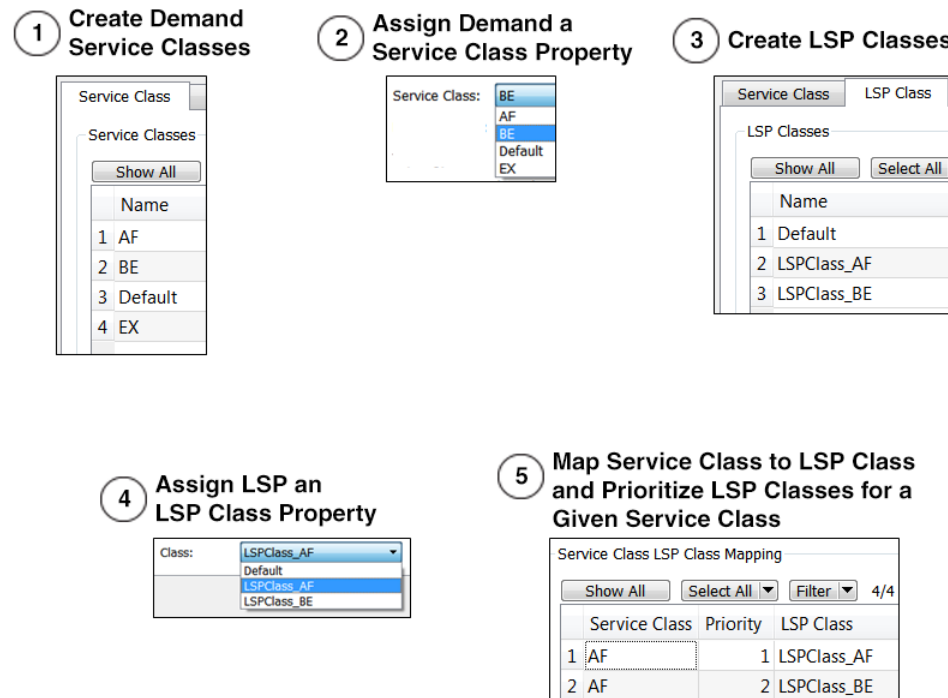 1
Create Demand
Service Classes
Service Class
Service Classes
Show All
Name
1 AF
2 BE
3 Default
4 EX
2
Assign Demand a
Service Class Property
Service Class: BE
AF
BE
Default
EX
3
Create LSP Classes
Service Class LSP Class
LSP Classes
Show All Select All
Name
1 Default
2 LSPClass_AF
3 LSPClass_BE
4
Assign LSP an
LSP Class Property
Class: LSPClass_AF
Default
LSPClass_AF
LSPClass_BE
5
Map Service Class to LSP Class
and Prioritize LSP Classes for a
Given Service Class
Service Class LSP Class Mapping
Show All Select All Filter 4/4
Service Class Priority LSP Class
1 AF 1 LSPClass_AF
2 AF 2 LSPClass_BE